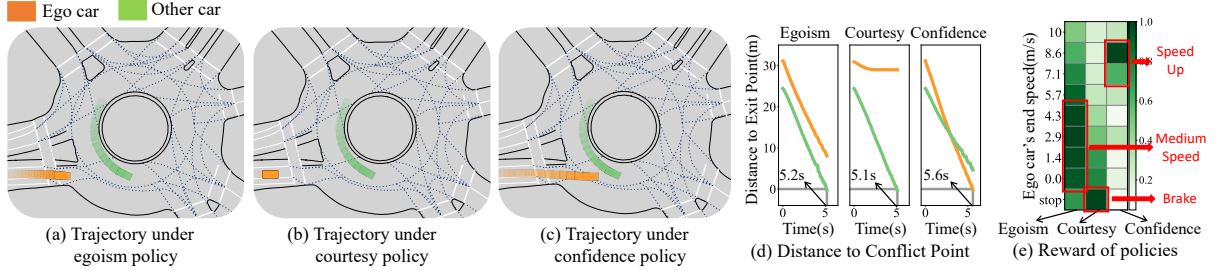 Ego car
Other car
(a) Trajectory under
egoism policy
(b) Trajectory under
courtesy policy
(c) Trajectory under
confidence policy
Distance to Exit Point(m)
30
20
10
0
Egoism
Courtesy
Confidence
5.2s
5.1s
5.6s
0
5
0
5
0
5
Time(s)
Time(s)
Time(s)
(d) Distance to Conflict Point
Ego car's end speed(m/s)
10
8.6
7.1
5.7
4.3
2.9
1.4
0.0
stop
1.0
0.6
0.4
0.2
0.0
Speed
Up
Medium
Speed
Brake
Egoism
Courtesy
Confidence
(e) Reward of policies